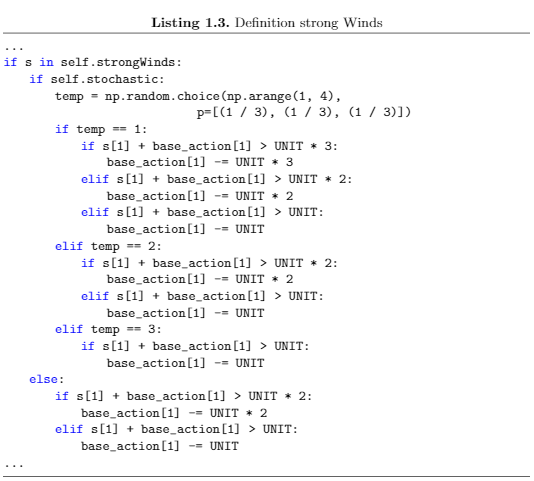 Listing 1.3. Definition strong Winds
...
if s in self.strongWinds:
    if self.stochastic:
        temp = np.random.choice(np.arange(1, 4),
                         p=[(1 / 3), (1 / 3), (1 / 3)])
        if temp == 1:
            if s[1] + base_action[1] > UNIT * 3:
                base_action[1] -= UNIT * 3
            elif s[1] + base_action[1] > UNIT * 2:
                base_action[1] -= UNIT * 2
            elif s[1] + base_action[1] > UNIT:
                base_action[1] -= UNIT
        elif temp == 2:
            if s[1] + base_action[1] > UNIT * 2:
                base_action[1] -= UNIT * 2
            elif s[1] + base_action[1] > UNIT:
                base_action[1] -= UNIT
        elif temp == 3:
            if s[1] + base_action[1] > UNIT:
                base_action[1] -= UNIT
    else:
        if s[1] + base_action[1] > UNIT * 2:
            base_action[1] -= UNIT * 2
        elif s[1] + base_action[1] > UNIT:
            base_action[1] -= UNIT
...